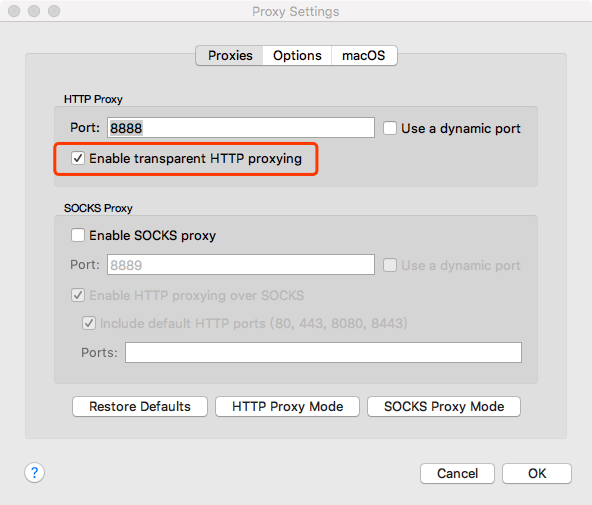 Proxy Settings
Proxies Options macOS
HTTP Proxy
Port: 8888 Use a dynamic port
Enable transparent HTTP proxying
SOCKS Proxy
Enable SOCKS proxy
Port: 8889 Use a dynamic port
Enable HTTP proxying over SOCKS
Include default HTTP ports (80, 443, 8080, 8443)
Ports:
Restore Defaults HTTP Proxy Mode SOCKS Proxy Mode
? Cancel OK